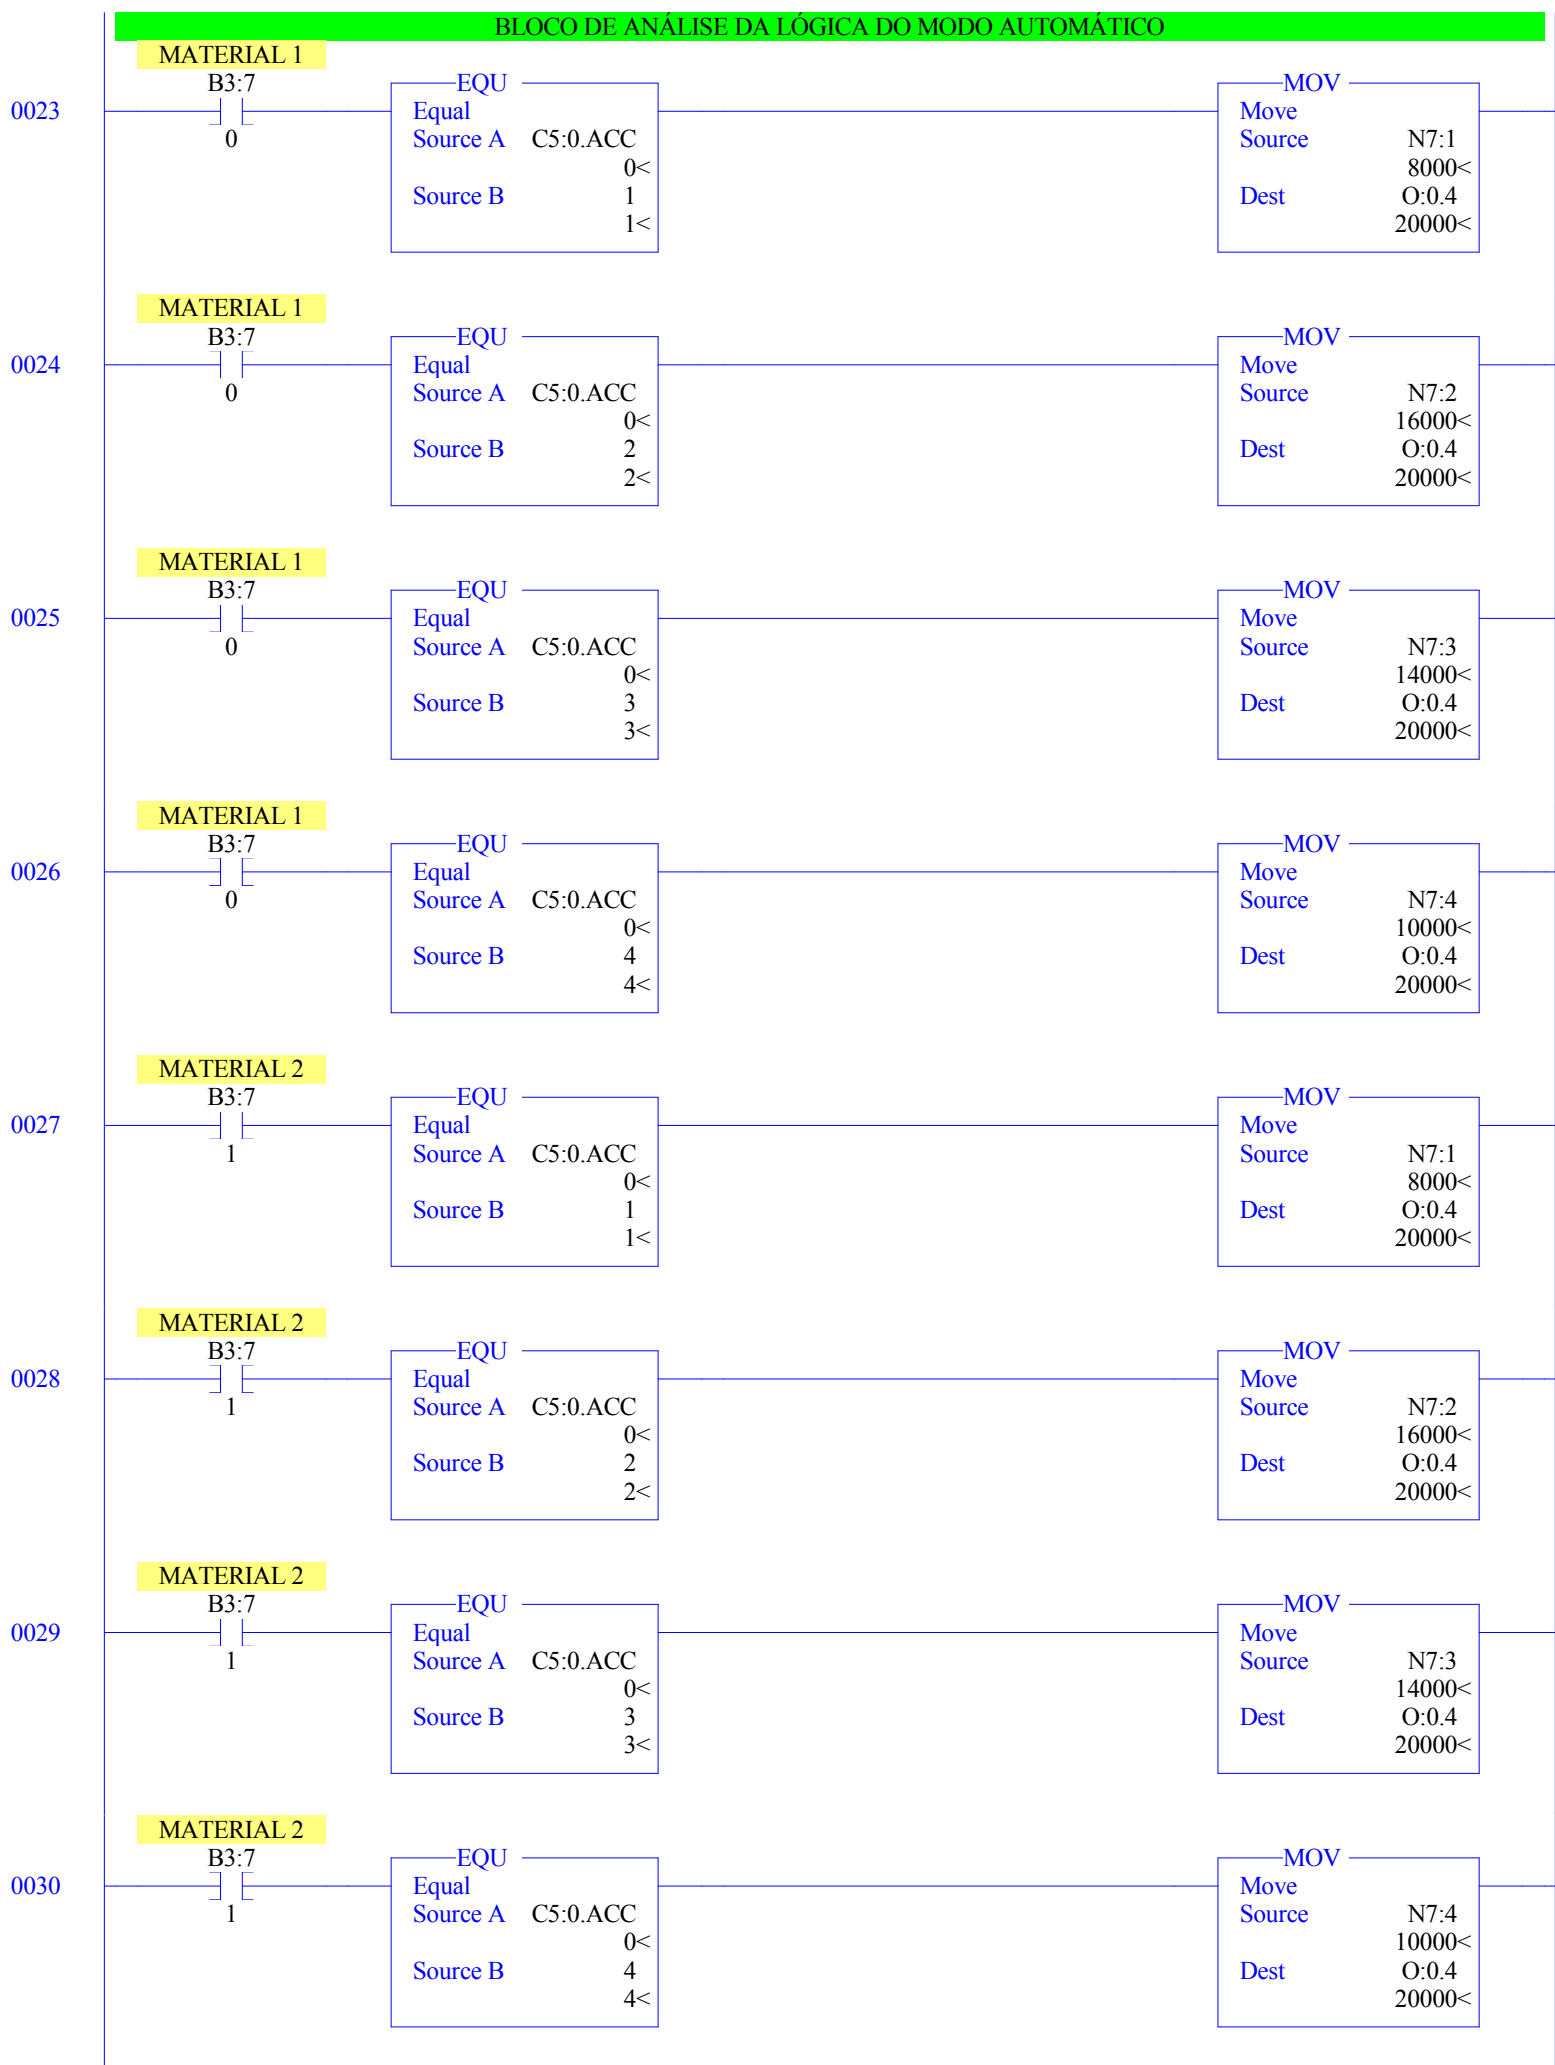 BLOCO DE ANÁLISE DA LÓGICA DO MODO AUTOMÁTICO
MATERIAL 1
B3:7 EQU MOV
0023 Equal Move
0 Source A C5:0.ACC Source N7:1
0< 8000<
Source B 1 Dest O:0.4
1< 20000<
MATERIAL 1
B3:7 EQU MOV
0024 Equal Move
0 Source A C5:0.ACC Source N7:2
0< 16000<
Source B 2 Dest O:0.4
2< 20000<
MATERIAL 1
B3:7 EQU MOV
0025 Equal Move
0 Source A C5:0.ACC Source N7:3
0< 14000<
Source B 3 Dest O:0.4
3< 20000<
MATERIAL 1
B3:7 EQU MOV
0026 Equal Move
0 Source A C5:0.ACC Source N7:4
0< 10000<
Source B 4 Dest O:0.4
4< 20000<
MATERIAL 2
B3:7 EQU MOV
0027 Equal Move
1 Source A C5:0.ACC Source N7:1
0< 8000<
Source B 1 Dest O:0.4
1< 20000<
MATERIAL 2
B3:7 EQU MOV
0028 Equal Move
1 Source A C5:0.ACC Source N7:2
0< 16000<
Source B 2 Dest O:0.4
2< 20000<
MATERIAL 2
B3:7 EQU MOV
0029 Equal Move
1 Source A C5:0.ACC Source N7:3
0< 14000<
Source B 3 Dest O:0.4
3< 20000<
MATERIAL 2
B3:7 EQU MOV
0030 Equal Move
1 Source A C5:0.ACC Source N7:4
0< 10000<
Source B 4 Dest O:0.4
4< 20000<